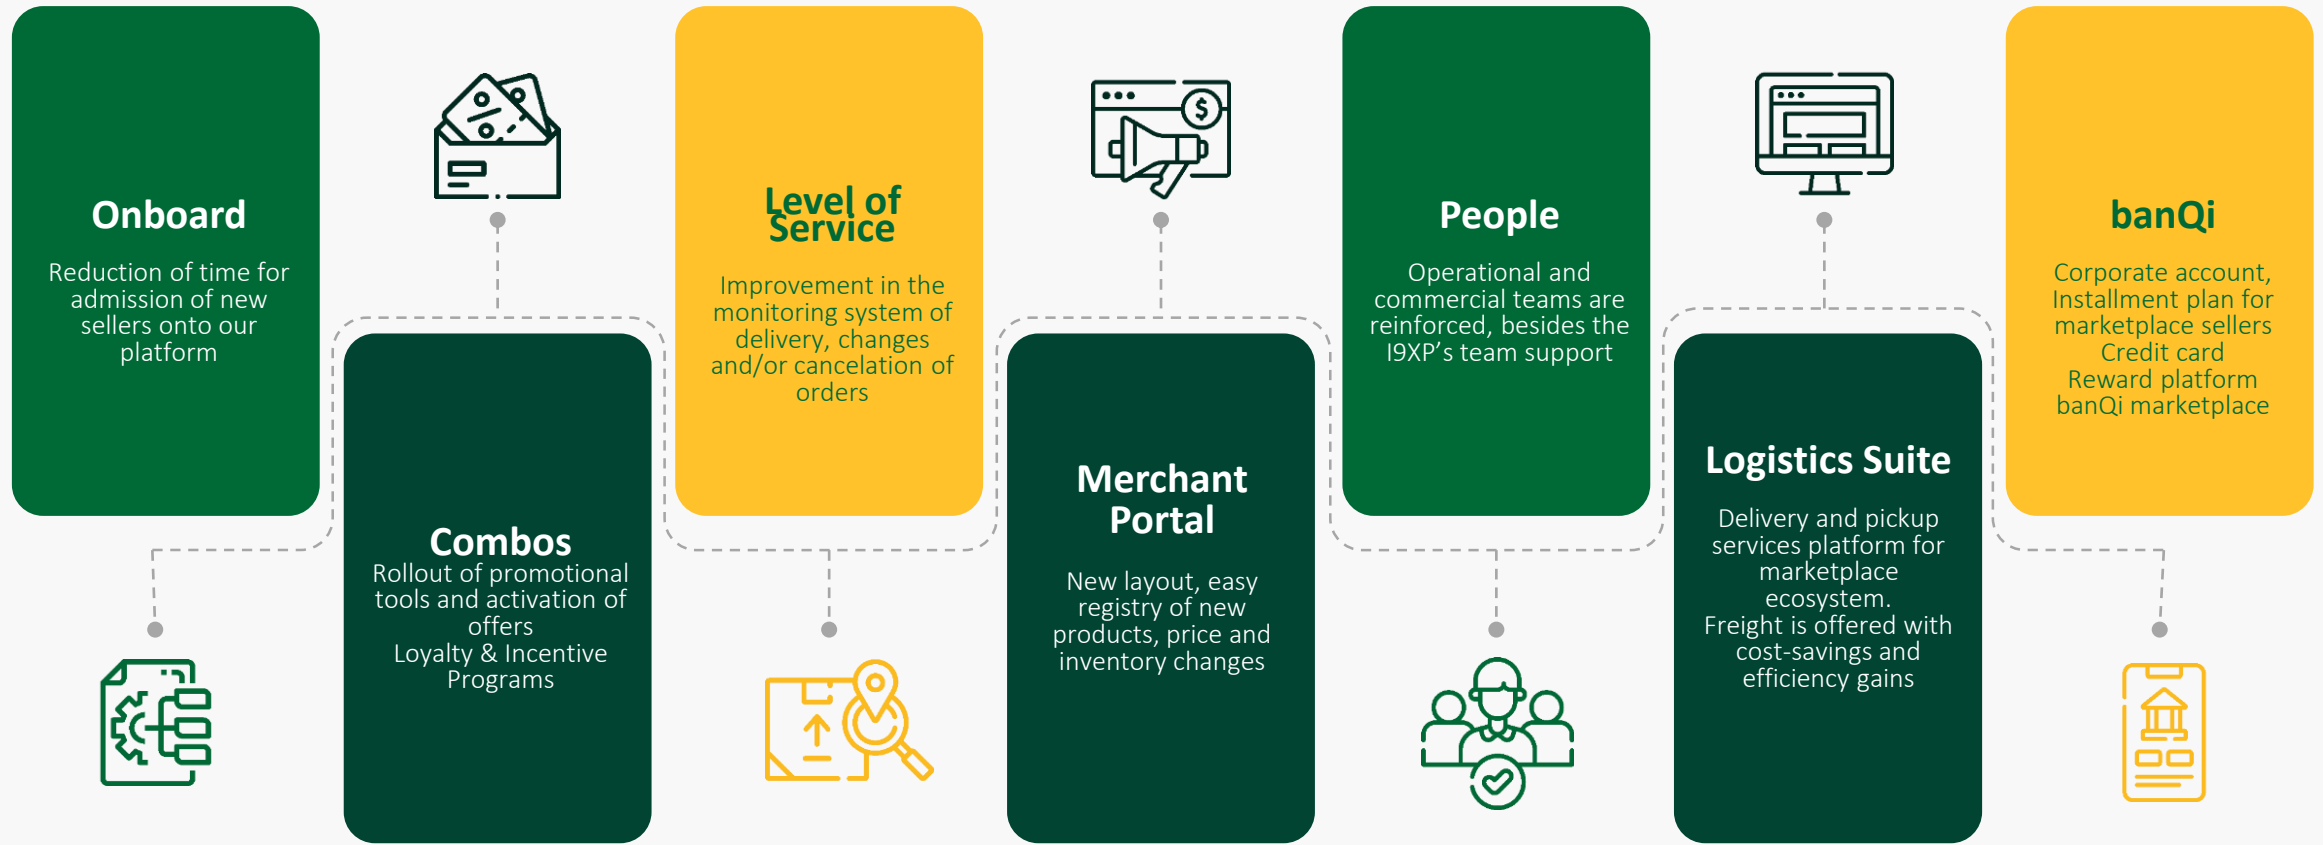 Onboard
Reduction of time for
admission of new
sellers onto our
platform
Combos
Rollout of promotional
tools and activation of
offers
Loyalty & Incentive
Programs
Level of
Service
Improvement in the
monitoring system of
delivery, changes
and/or cancelation of
orders
Merchant
Portal
New layout, easy
registry of new
products, price and
inventory changes
People
Operational and
commercial teams are
reinforced, besides the
I9XP’s team support
Logistics Suite
Delivery and pickup
services platform for
marketplace
ecosystem.
Freight is offered with
cost-savings and
efficiency gains
banQi
Corporate account,
Installment plan for
marketplace sellers
Credit card
Reward platform
banQi marketplace